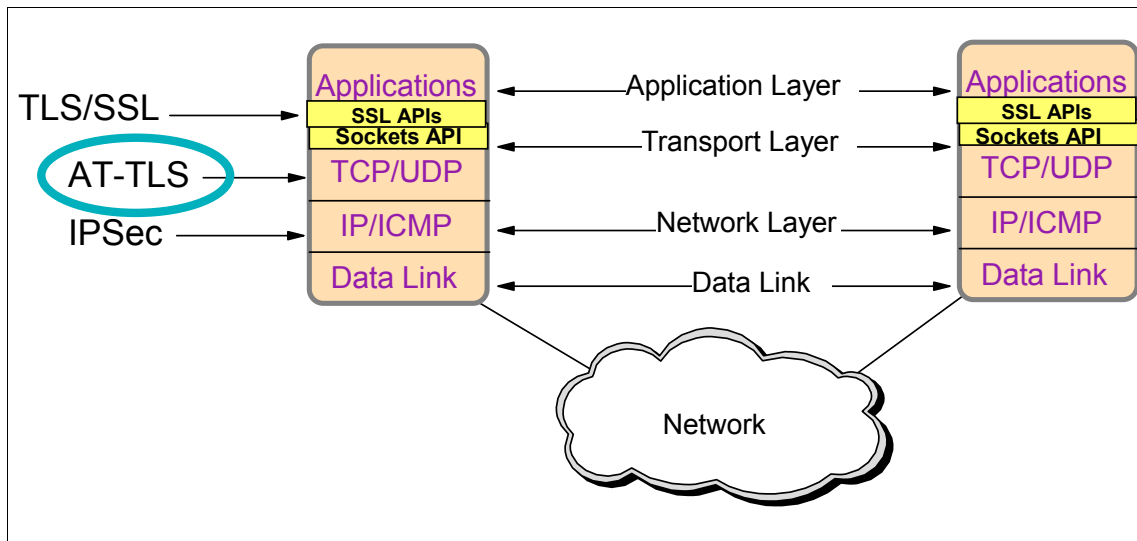 Applications
Application Layer
Applications
TLS/SSL
SSL APIs
SSL APIs
Sockets API
Transport Layer
Sockets API
AT-TLS
TCP/UDP
TCP/UDP
IPSec
IP/ICMP
Network Layer
IP/ICMP
Data Link
Data Link
Data Link
Network